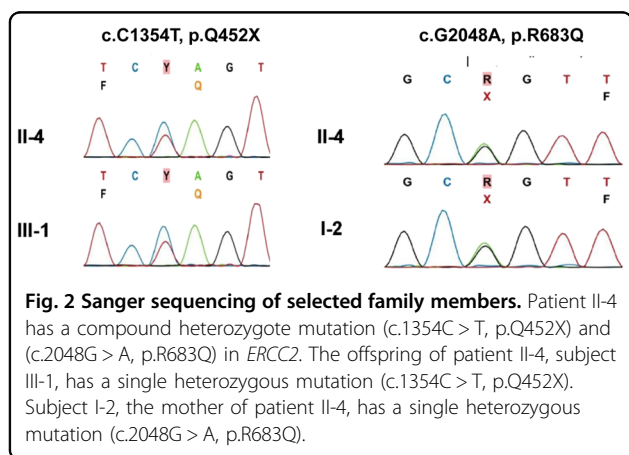 c.C1354T, p.Q452X
c.G2048A, p.R683Q
T C Y A G T
F Q
II-4
G C R G T T
X F
II-4
T C Y A G T
F Q
III-1
G C R G T T
X F
I-2
Fig. 2 Sanger sequencing of selected family members. Patient II-4
has a compound heterozygote mutation (c.1354C > T, p.Q452X) and
(c.2048G > A, p.R683Q) in ERCC2. The offspring of patient II-4, subject
III-1, has a single heterozygous mutation (c.1354C > T, p.Q452X).
Subject I-2, the mother of patient II-4, has a single heterozygous
mutation (c.2048G > A, p.R683Q).